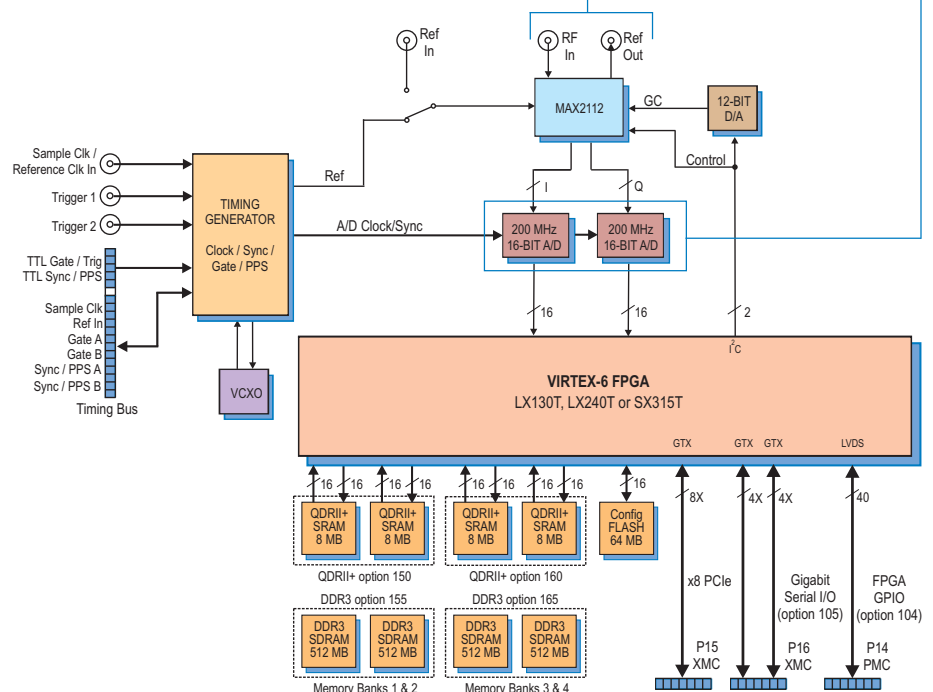 Ref
In
RF
In
Ref
Out
MAX2112
GC
12-BIT
D/A
Control
Sample Clk /
Reference Clk In
Trigger 1
Trigger 2
TTL Gate / Trig
TTL Sync / PPS
Sample Clk
Ref In
Gate A
Gate B
Sync / PPS A
Sync / PPS B
Timing Bus
TIMING
GENERATOR
Clock / Sync /
Gate / PPS
Ref
A/D Clock/Sync
VCXO
I
Q
200 MHz
16-BIT A/D
200 MHz
16-BIT A/D
16
16
2
I2C
VIRTEX-6 FPGA
LX130T, LX240T or SX315T
GTX
GTX
GTX
LVDS
16
16
16
16
16
16
16
16
16
8X
4X
4X
40
QDRII+
SRAM
8 MB
QDRII+
SRAM
8 MB
QDRII+
SRAM
8 MB
QDRII+
SRAM
8 MB
Config
FLASH
64 MB
QDRII+ option 150
QDRII+ option 160
DDR3 option 155
DDR3 option 165
DDR3
SDRAM
512 MB
DDR3
SDRAM
512 MB
DDR3
SDRAM
512 MB
DDR3
SDRAM
512 MB
Memory Banks 1 & 2
Memory Banks 3 & 4
x8 PCIe
Gigabit
Serial I/O
(option 105)
FPGA
GPIO
(option 104)
P15
XMC
P16
XMC
P14
PMC